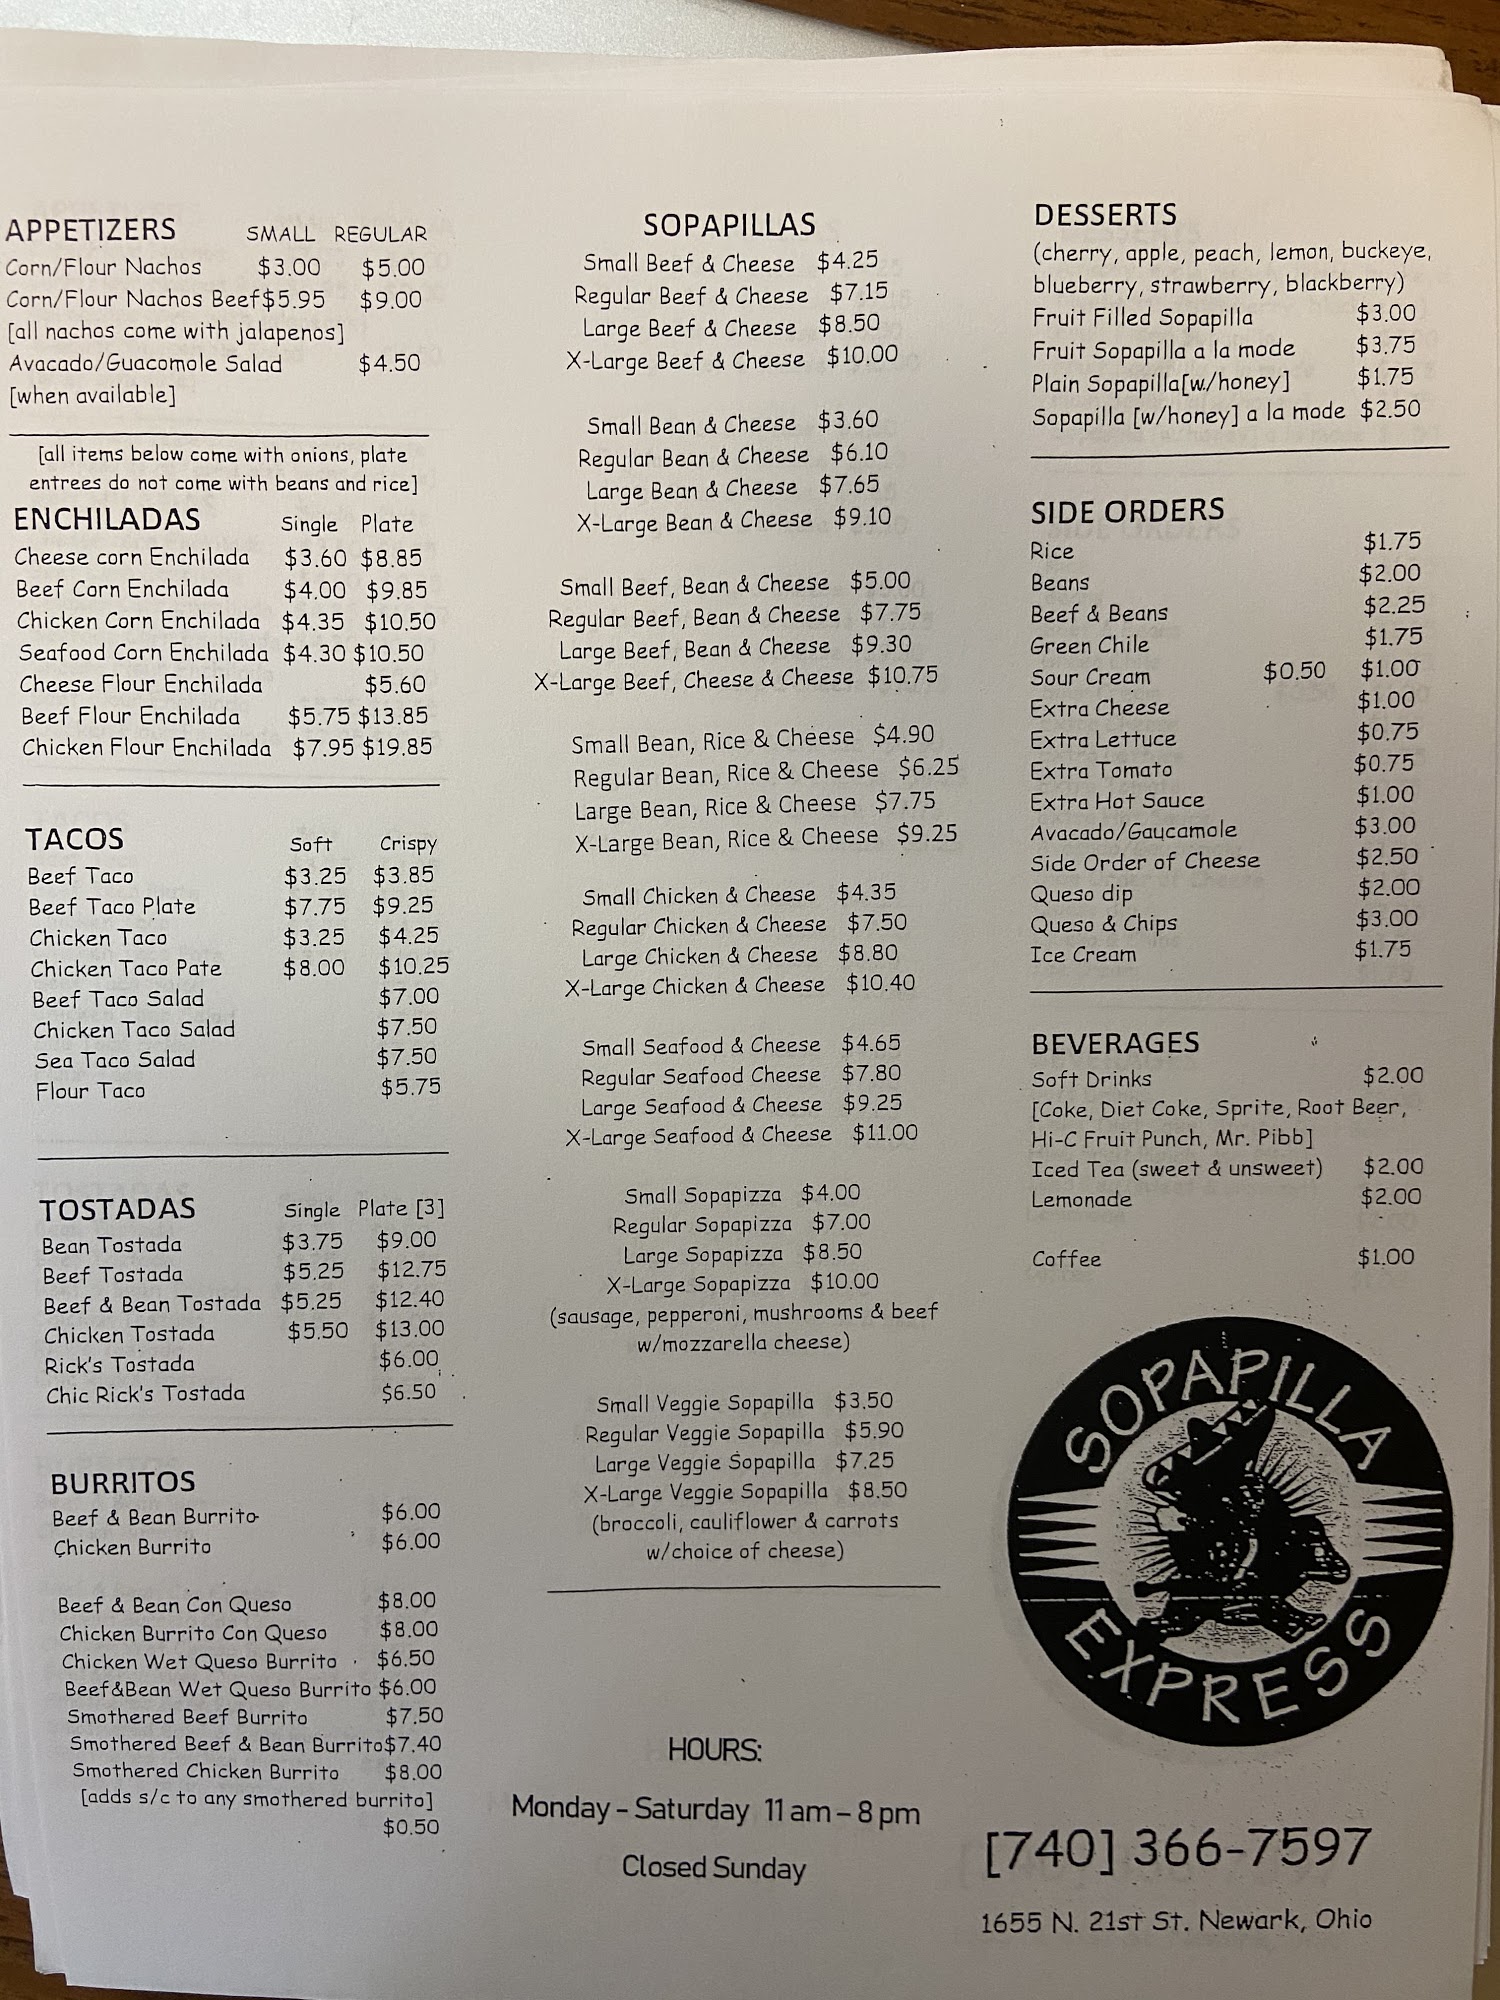 APPETIZERS SMALL REGULAR
Corn/Flour Nachos $3.00 $5.00
Corn/Flour Nachos Beef$5.95 $9.00
[all nachos come with jalapenos]
Avacado/Guacomole Salad $4.50
[when available]
[all items below come with onions, plate
entrees do not come with beans and rice]
ENCHILADAS Single Plate
Cheese corn Enchilada $3.60 $8.85
Beef Corn Enchilada $4.00 $9.85
Chicken Corn Enchilada $4.35 $10.50
Seafood Corn Enchilada $4.30 $10.50
Cheese Flour Enchilada $5.60
Beef Flour Enchilada $5.75 $13.85
Chicken Flour Enchilada $7.95 $19.85
TACOS Soft Crispy
Beef Taco $3.25 $3.85
Beef Taco Plate $7.75 $9.25
Chicken Taco $3.25 $4.25
Chicken Taco Pate $8.00 $10.25
Beef Taco Salad $7.00
Chicken Taco Salad $7.50
Sea Taco Salad $7.50
Flour Taco $5.75
TOSTADAS Single Plate [3]
Bean Tostada $3.75 $9.00
Beef Tostada $5.25 $12.75
Beef & Bean Tostada $5.25 $12.40
Chicken Tostada $5.50 $13.00
Rick's Tostada $6.00
Chic Rick's Tostada $6.50
BURRITOS
Beef & Bean Burrito $6.00
Chicken Burrito $6.00
Beef & Bean Con Queso $8.00
Chicken Burrito Con Queso $8.00
Chicken Wet Queso Burrito $6.50
Beef&Bean Wet Queso Burrito $6.00
Smothered Beef Burrito $7.50
Smothered Beef & Bean Burrito$7.40
Smothered Chicken Burrito $8.00
[adds s/c to any smothered burrito]
$0.50
SOPAPILLAS
Small Beef & Cheese $4.25
Regular Beef & Cheese $7.15
Large Beef & Cheese $8.50
X-Large Beef & Cheese $10.00
Small Bean & Cheese $3.60
Regular Bean & Cheese $6.10
Large Bean & Cheese $7.65
X-Large Bean & Cheese $9.10
Small Beef, Bean & Cheese $5.00
Regular Beef, Bean & Cheese $7.75
Large Beef, Bean & Cheese $9.30
X-Large Beef, Cheese & Cheese $10.75
Small Bean, Rice & Cheese $4.90
Regular Bean, Rice & Cheese $6.25
Large Bean, Rice & Cheese $7.75
X-Large Bean, Rice & Cheese $9.25
Small Chicken & Cheese $4.35
Regular Chicken & Cheese $7.50
Large Chicken & Cheese $8.80
X-Large Chicken & Cheese $10.40
Small Seafood & Cheese $4.65
Regular Seafood Cheese $7.80
Large Seafood & Cheese $9.25
X-Large Seafood & Cheese $11.00
Small Sopapizza $4.00
Regular Sopapizza $7.00
Large Sopapizza $8.50
X-Large Sopapizza $10.00
(sausage, pepperoni, mushrooms & beef
w/mozzarella cheese)
Small Veggie Sopapilla $3.50
Regular Veggie Sopapilla $5.90
Large Veggie Sopapilla $7.25
X-Large Veggie Sopapilla $8.50
(broccoli, cauliflower & carrots
w/choice of cheese)
HOURS:
Monday – Saturday 11 am – 8 pm
Closed Sunday
DESSERTS
(cherry, apple, peach, lemon, buckeye,
blueberry, strawberry, blackberry)
Fruit Filled Sopapilla $3.00
Fruit Sopapilla a la mode $3.75
Plain Sopapilla[w/honey] $1.75
Sopapilla [w/honey] a la mode $2.50
SIDE ORDERS
Rice $1.75
Beans $2.00
Beef & Beans $2.25
Green Chile $1.75
Sour Cream $0.50 $1.00
Extra Cheese $1.00
Extra Lettuce $0.75
Extra Tomato $0.75
Extra Hot Sauce $1.00
Avacado/Gaucamole $3.00
Side Order of Cheese $2.50
Queso dip $2.00
Queso & Chips $3.00
Ice Cream $1.75
BEVERAGES
Soft Drinks $2.00
[Coke, Diet Coke, Sprite, Root Beer,
Hi-C Fruit Punch, Mr. Pibb]
Iced Tea (sweet & unsweet) $2.00
Lemonade $2.00
Coffee $1.00
SOPAPILLA
EXPRESS
[740] 366-7597
1655 N. 21st St. Newark, Ohio